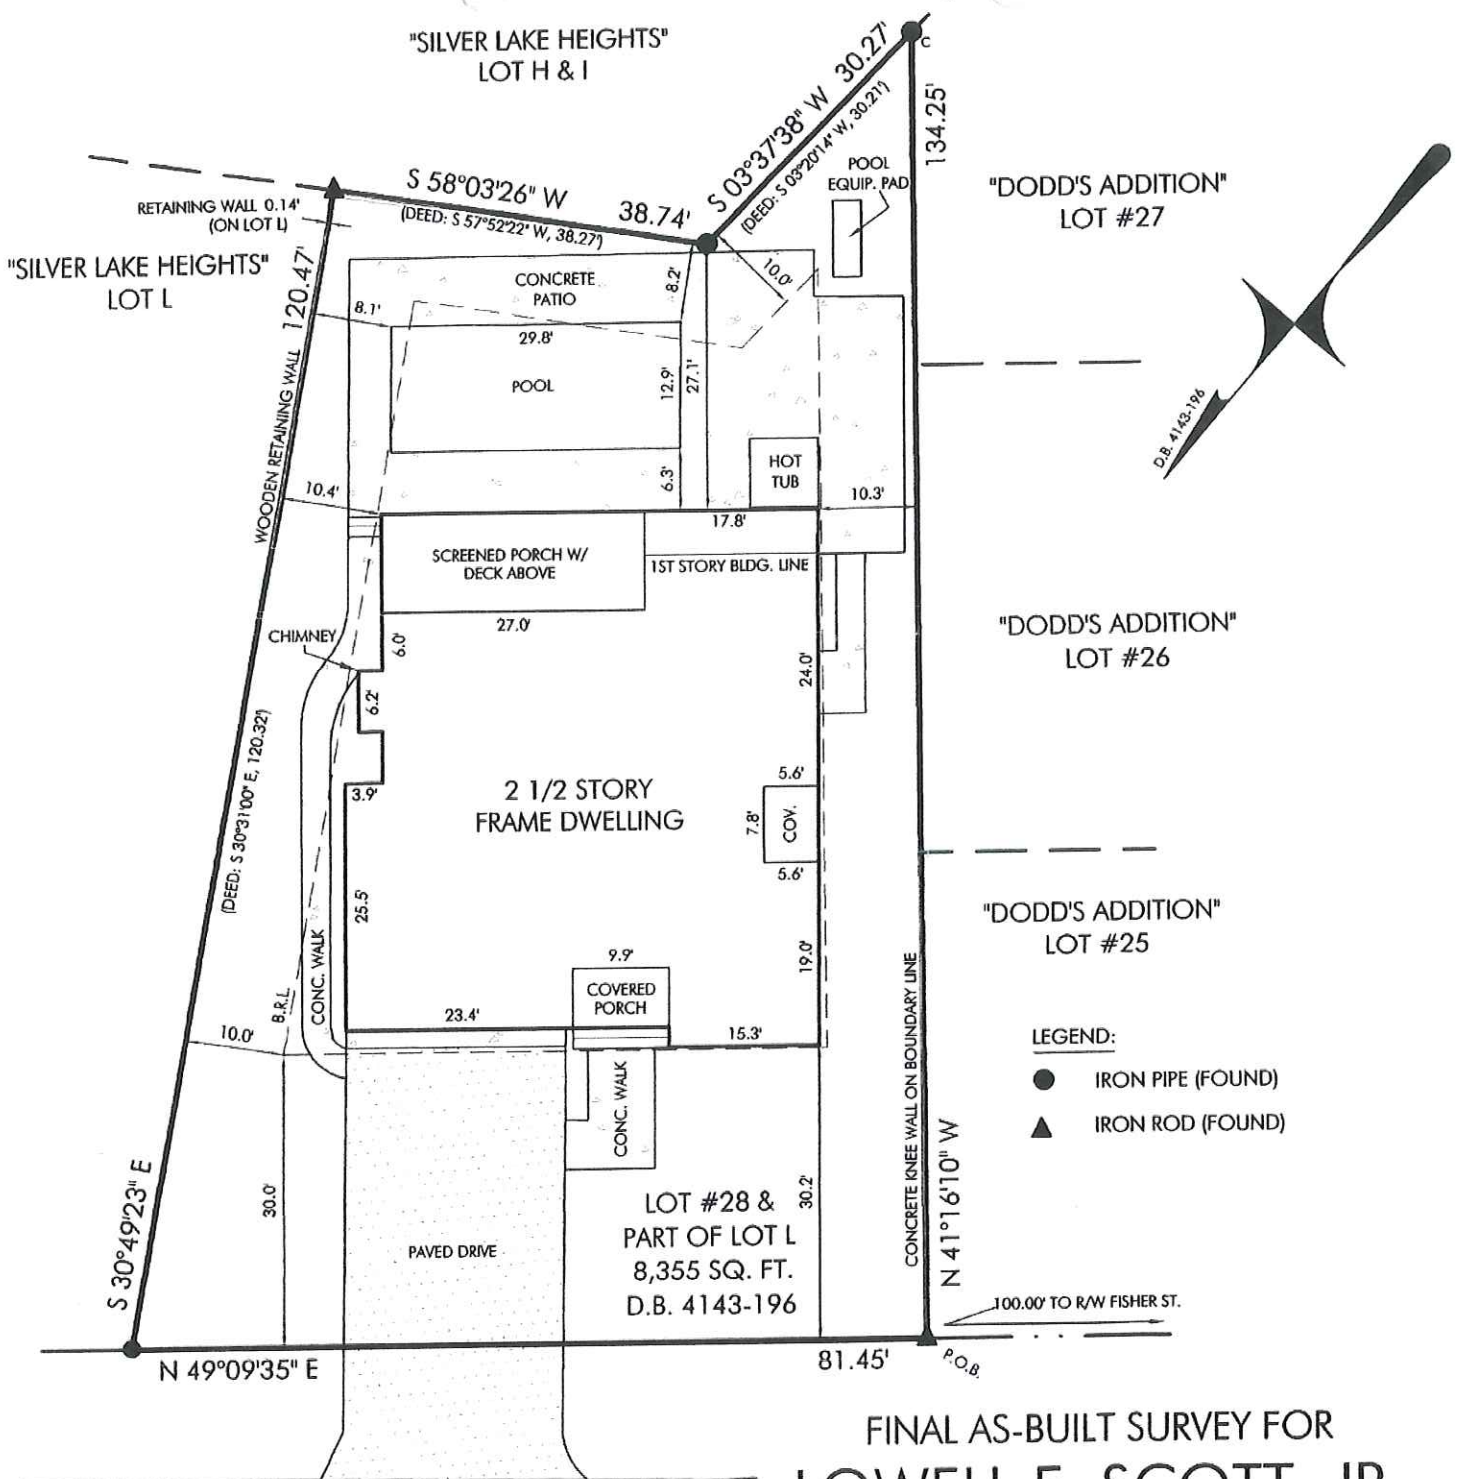 "SILVER LAKE HEIGHTS"
LOT H & I
S 03°37'38" W 30.27'
(DEED: S 03°20'14" W, 30.21')
C
134.25'
S 58°03'26" W 38.74'
(DEED: S 57°52'22" W, 38.27')
RETAINING WALL 0.14'
(ON LOT L)
POOL
EQUIP. PAD
"DODD'S ADDITION"
LOT #27
"SILVER LAKE HEIGHTS"
LOT L
120.47'
WOODEN RETAINING WALL
(DEED: S 30°31'00" E, 120.32')
8.1'
CONCRETE
PATIO
8.2'
10.0'
29.8'
POOL
12.9'
27.1'
6.3'
HOT
TUB
D.B. 4143-196
10.4'
10.3'
17.8'
SCREENED PORCH W/
DECK ABOVE
1ST STORY BLDG. LINE
27.0'
CHIMNEY
6.0'
6.2'
24.0'
"DODD'S ADDITION"
LOT #26
3.9'
2 1/2 STORY
FRAME DWELLING
5.6'
7.8'
COV.
5.6'
25.5'
19.0'
"DODD'S ADDITION"
LOT #25
CONC. WALK
B.R.L.
9.9'
COVERED
PORCH
23.4'
15.3'
10.0'
CONC. WALK
CONCRETE KNEE WALL ON BOUNDARY LINE
LEGEND:
IRON PIPE (FOUND)
IRON ROD (FOUND)
S 30°49'23" E
30.0'
PAVED DRIVE
LOT #28 &
PART OF LOT L
8,355 SQ. FT.
D.B. 4143-196
30.2'
N 41°16'10" W
100.00' TO R/W FISHER ST.
N 49°09'35" E
81.45'
P.O.B.
FINAL AS-BUILT SURVEY FOR
LOWELL E. SCOTT, JR.